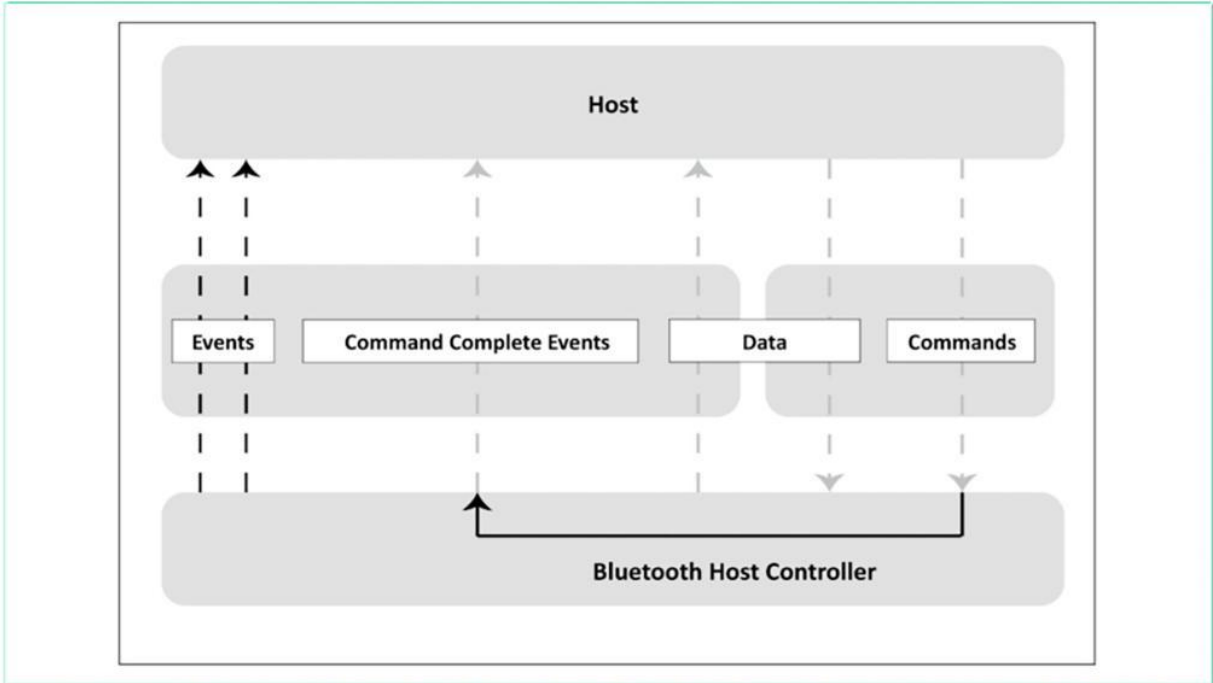 Host
Events
Command Complete Events
Data
Commands
Bluetooth Host Controller